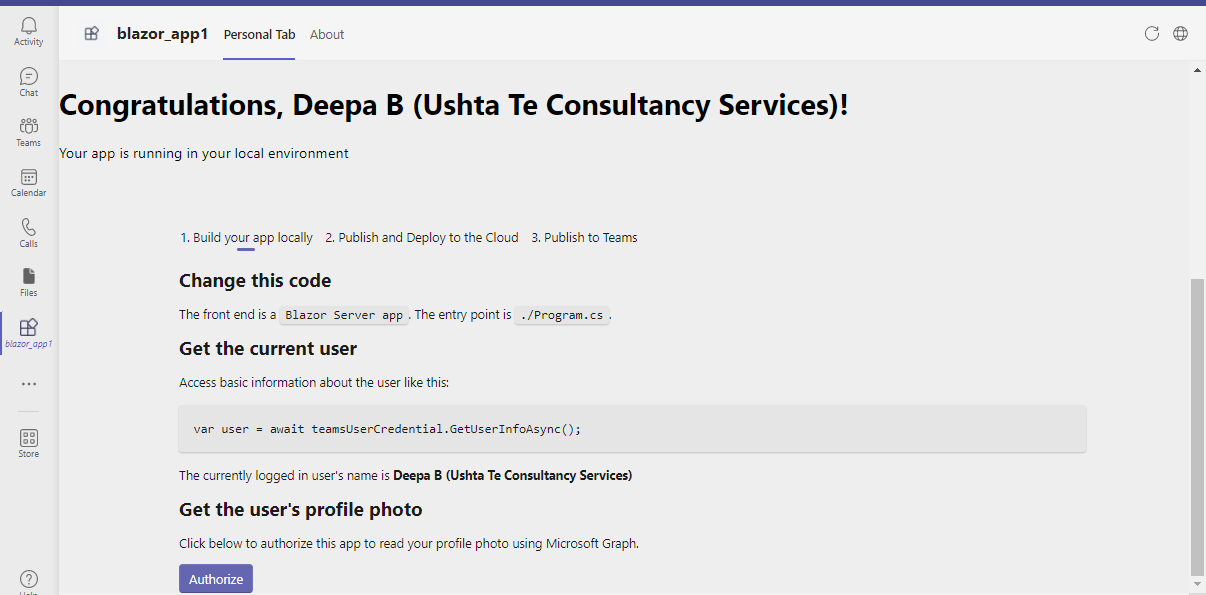 Activity
Chat
Teams
Calendar
Calls
Files
blazor_app1
Store
Help
blazor_app1 Personal Tab About
Congratulations, Deepa B (Ushta Te Consultancy Services)!
Your app is running in your local environment
1. Build your app locally 2. Publish and Deploy to the Cloud 3. Publish to Teams
Change this code
The front end is a Blazor Server app. The entry point is ./Program.cs.
Get the current user
Access basic information about the user like this:
var user = await teamsUserCredential.GetUserInfoAsync();
The currently logged in user's name is Deepa B (Ushta Te Consultancy Services)
Get the user's profile photo
Click below to authorize this app to read your profile photo using Microsoft Graph.
Authorize